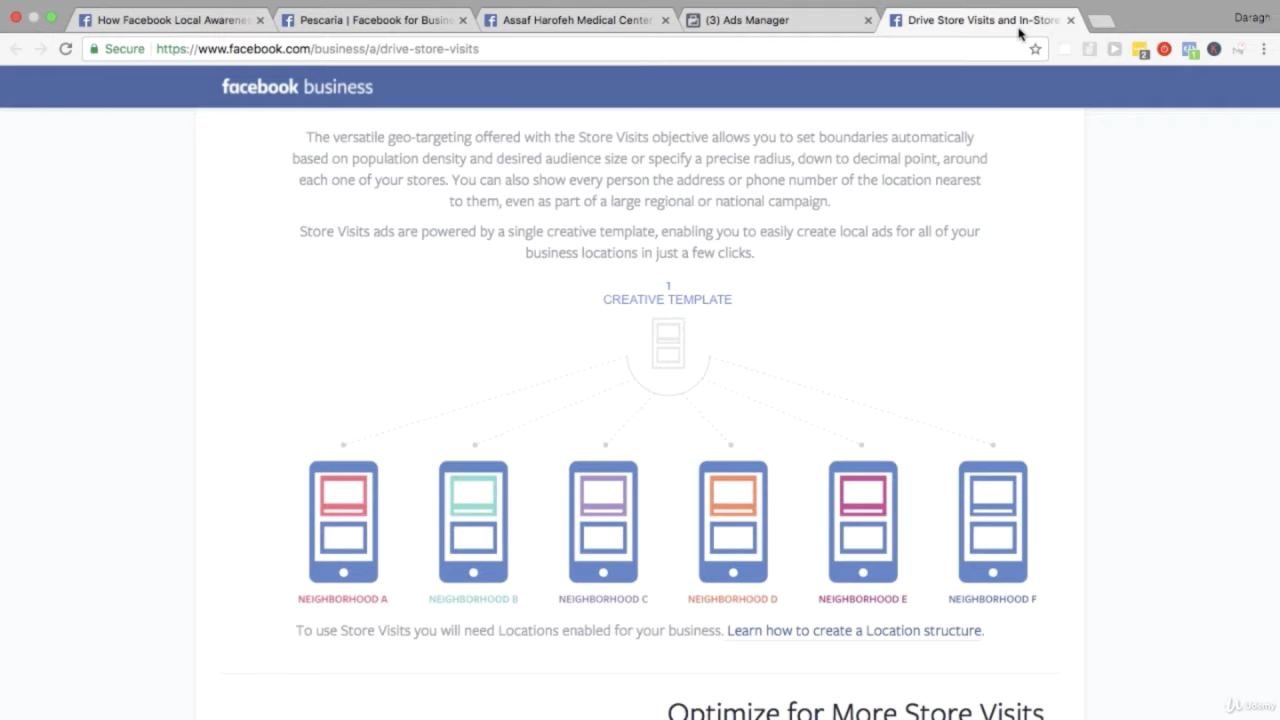 How Facebook Local Awarene
Pescaria | Facebook for Busine
Assaf Harofeh Medical Center
(3) Ads Manager
Drive Store Visits and In-Store
Daragh
Secure
https://www.facebook.com/business/a/drive-store-visits
2
1
facebook business
The versatile geo-targeting offered with the Store Visits objective allows you to set boundaries automatically
based on population density and desired audience size or specify a precise radius, down to decimal point, around
each one of your stores. You can also show every person the address or phone number of the location nearest
to them, even as part of a large regional or national campaign.
Store Visits ads are powered by a single creative template, enabling you to easily create local ads for all of your
business locations in just a few clicks.
1
CREATIVE TEMPLATE
NEIGHBORHOOD A
NEIGHBORHOOD B
NEIGHBORHOOD C
NEIGHBORHOOD D
NEIGHBORHOOD E
NEIGHBORHOOD F
To use Store Visits you will need Locations enabled for your business. Learn how to create a Location structure.
Optimize for More Store Visits
Udemy